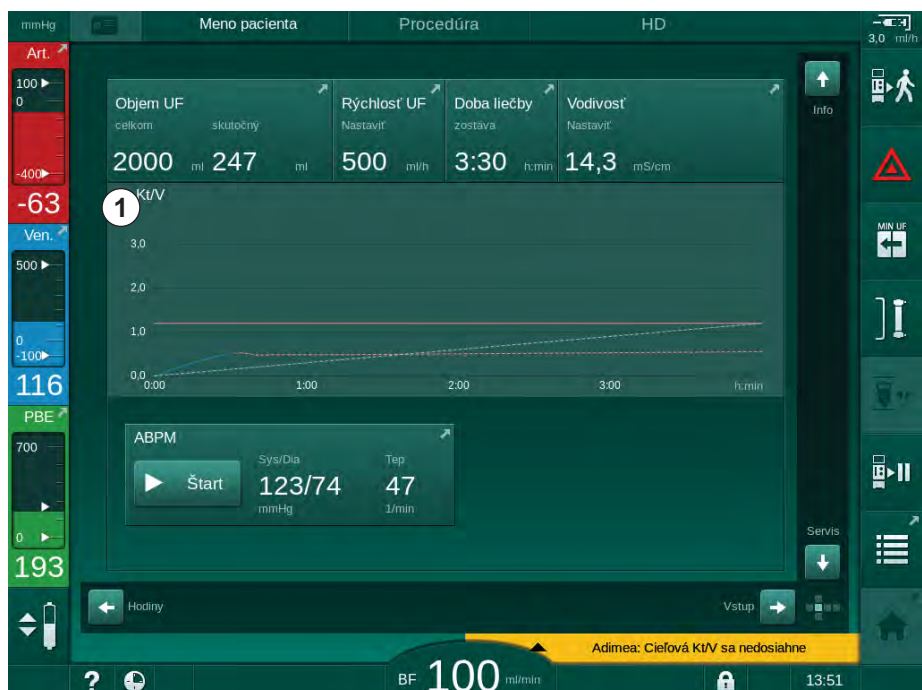 mmHg
Meno pacienta
Procedúra
HD
3,0 ml/h
Art.
100
0
-400
-63
Ven.
500
0
-100
116
PBE
700
0
193
Objem UF
celkom skutočný
2000 ml 247 ml
Rýchlosť UF
Nastaviť
500 ml/h
Doba liečby
zostáva
3:30 h:min
Vodivosť
Nastaviť
14,3 mS/cm
1
Kt/V
3,0
2,0
1,0
0,0
0:00 1:00 2:00 3:00 h:min
ABPM
Štart
Sys/Dia
123/74
mmHg
Tep
47
1/min
Info
Servis
MIN UF
Hodiny
Vstup
Adimea: Cieľová Kt/V sa nedosiahne
? BF 100 ml/min 13:51